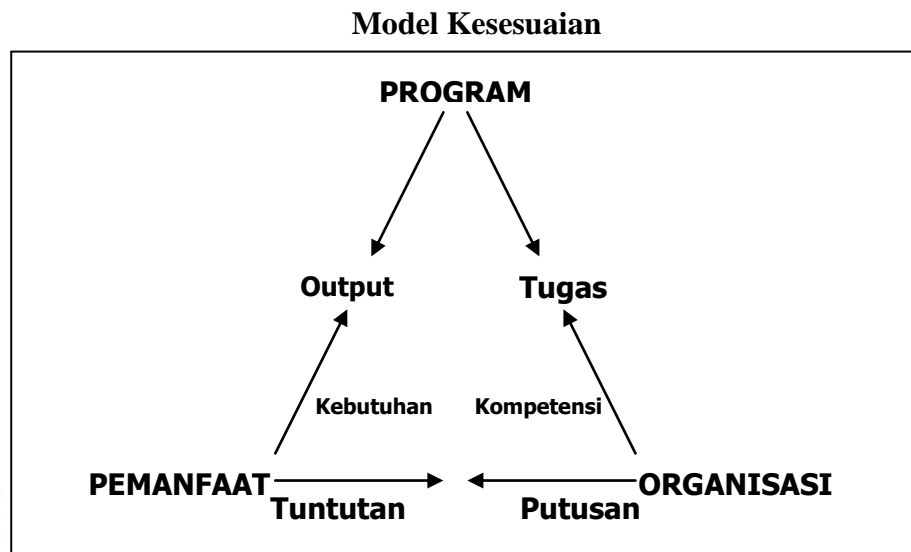 Model Kesesuaian
PROGRAM
Output Tugas
Kebutuhan Kompetensi
PEMANFAAT ORGANISASI
Tuntutan Putusan